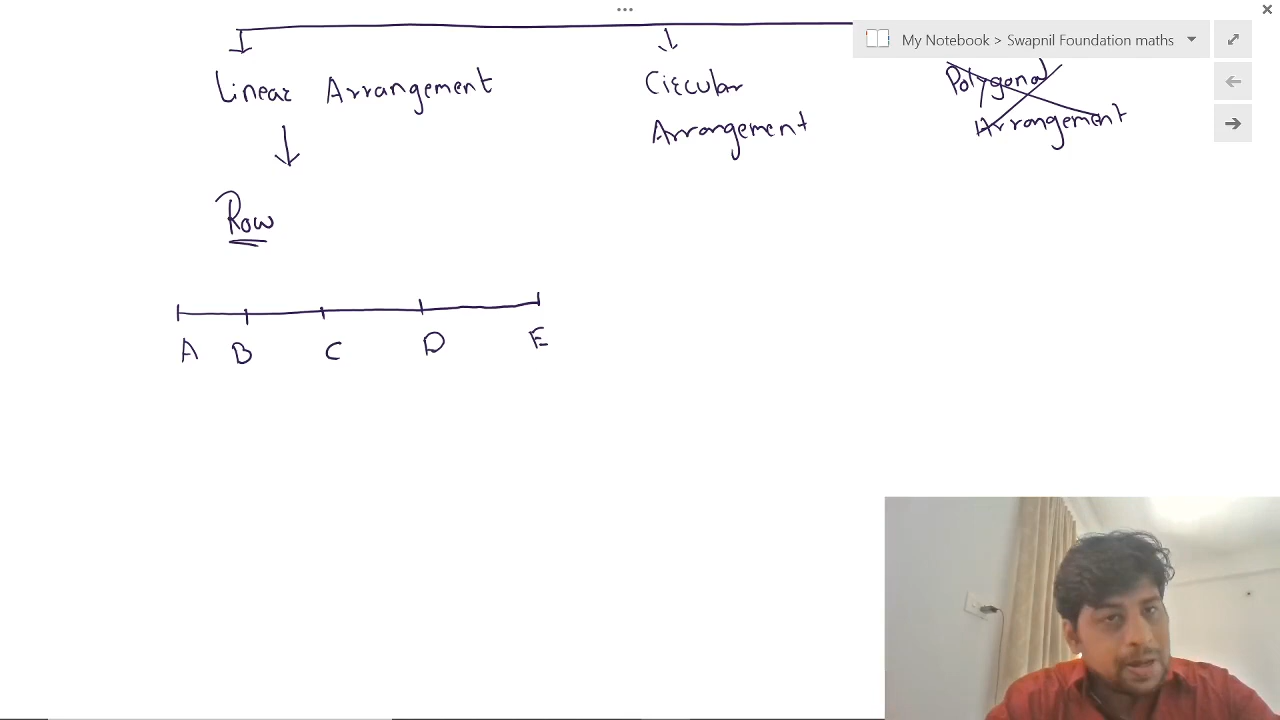 My Notebook > Swapnil Foundation maths
Linear Arrangement
Circular
Arrangement
Polygonal
Arrangement
Row
A B C D E